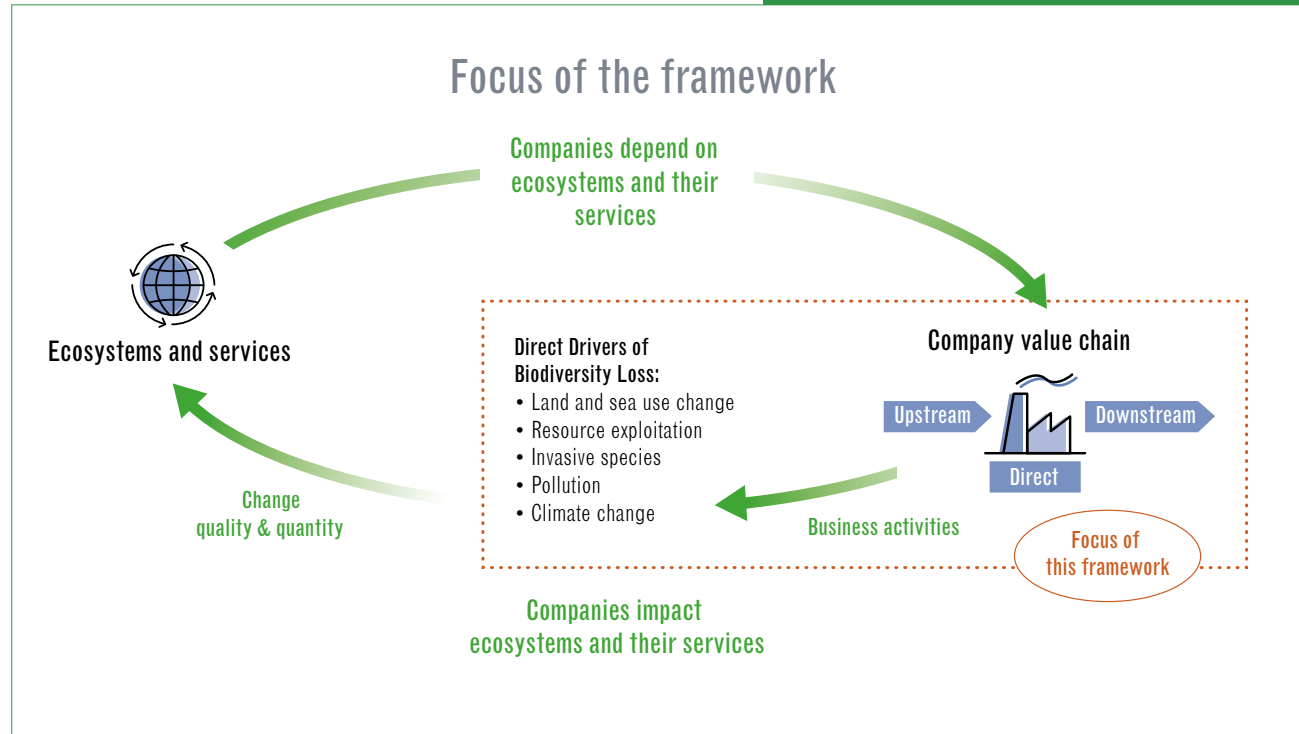 Focus of the framework
Companies depend on
ecosystems and their
services
Ecosystems and services
Direct Drivers of
Biodiversity Loss:
• Land and sea use change
• Resource exploitation
• Invasive species
• Pollution
• Climate change
Company value chain
Upstream
Downstream
Direct
Business activities
Change
quality & quantity
Focus of
this framework
Companies impact
ecosystems and their services